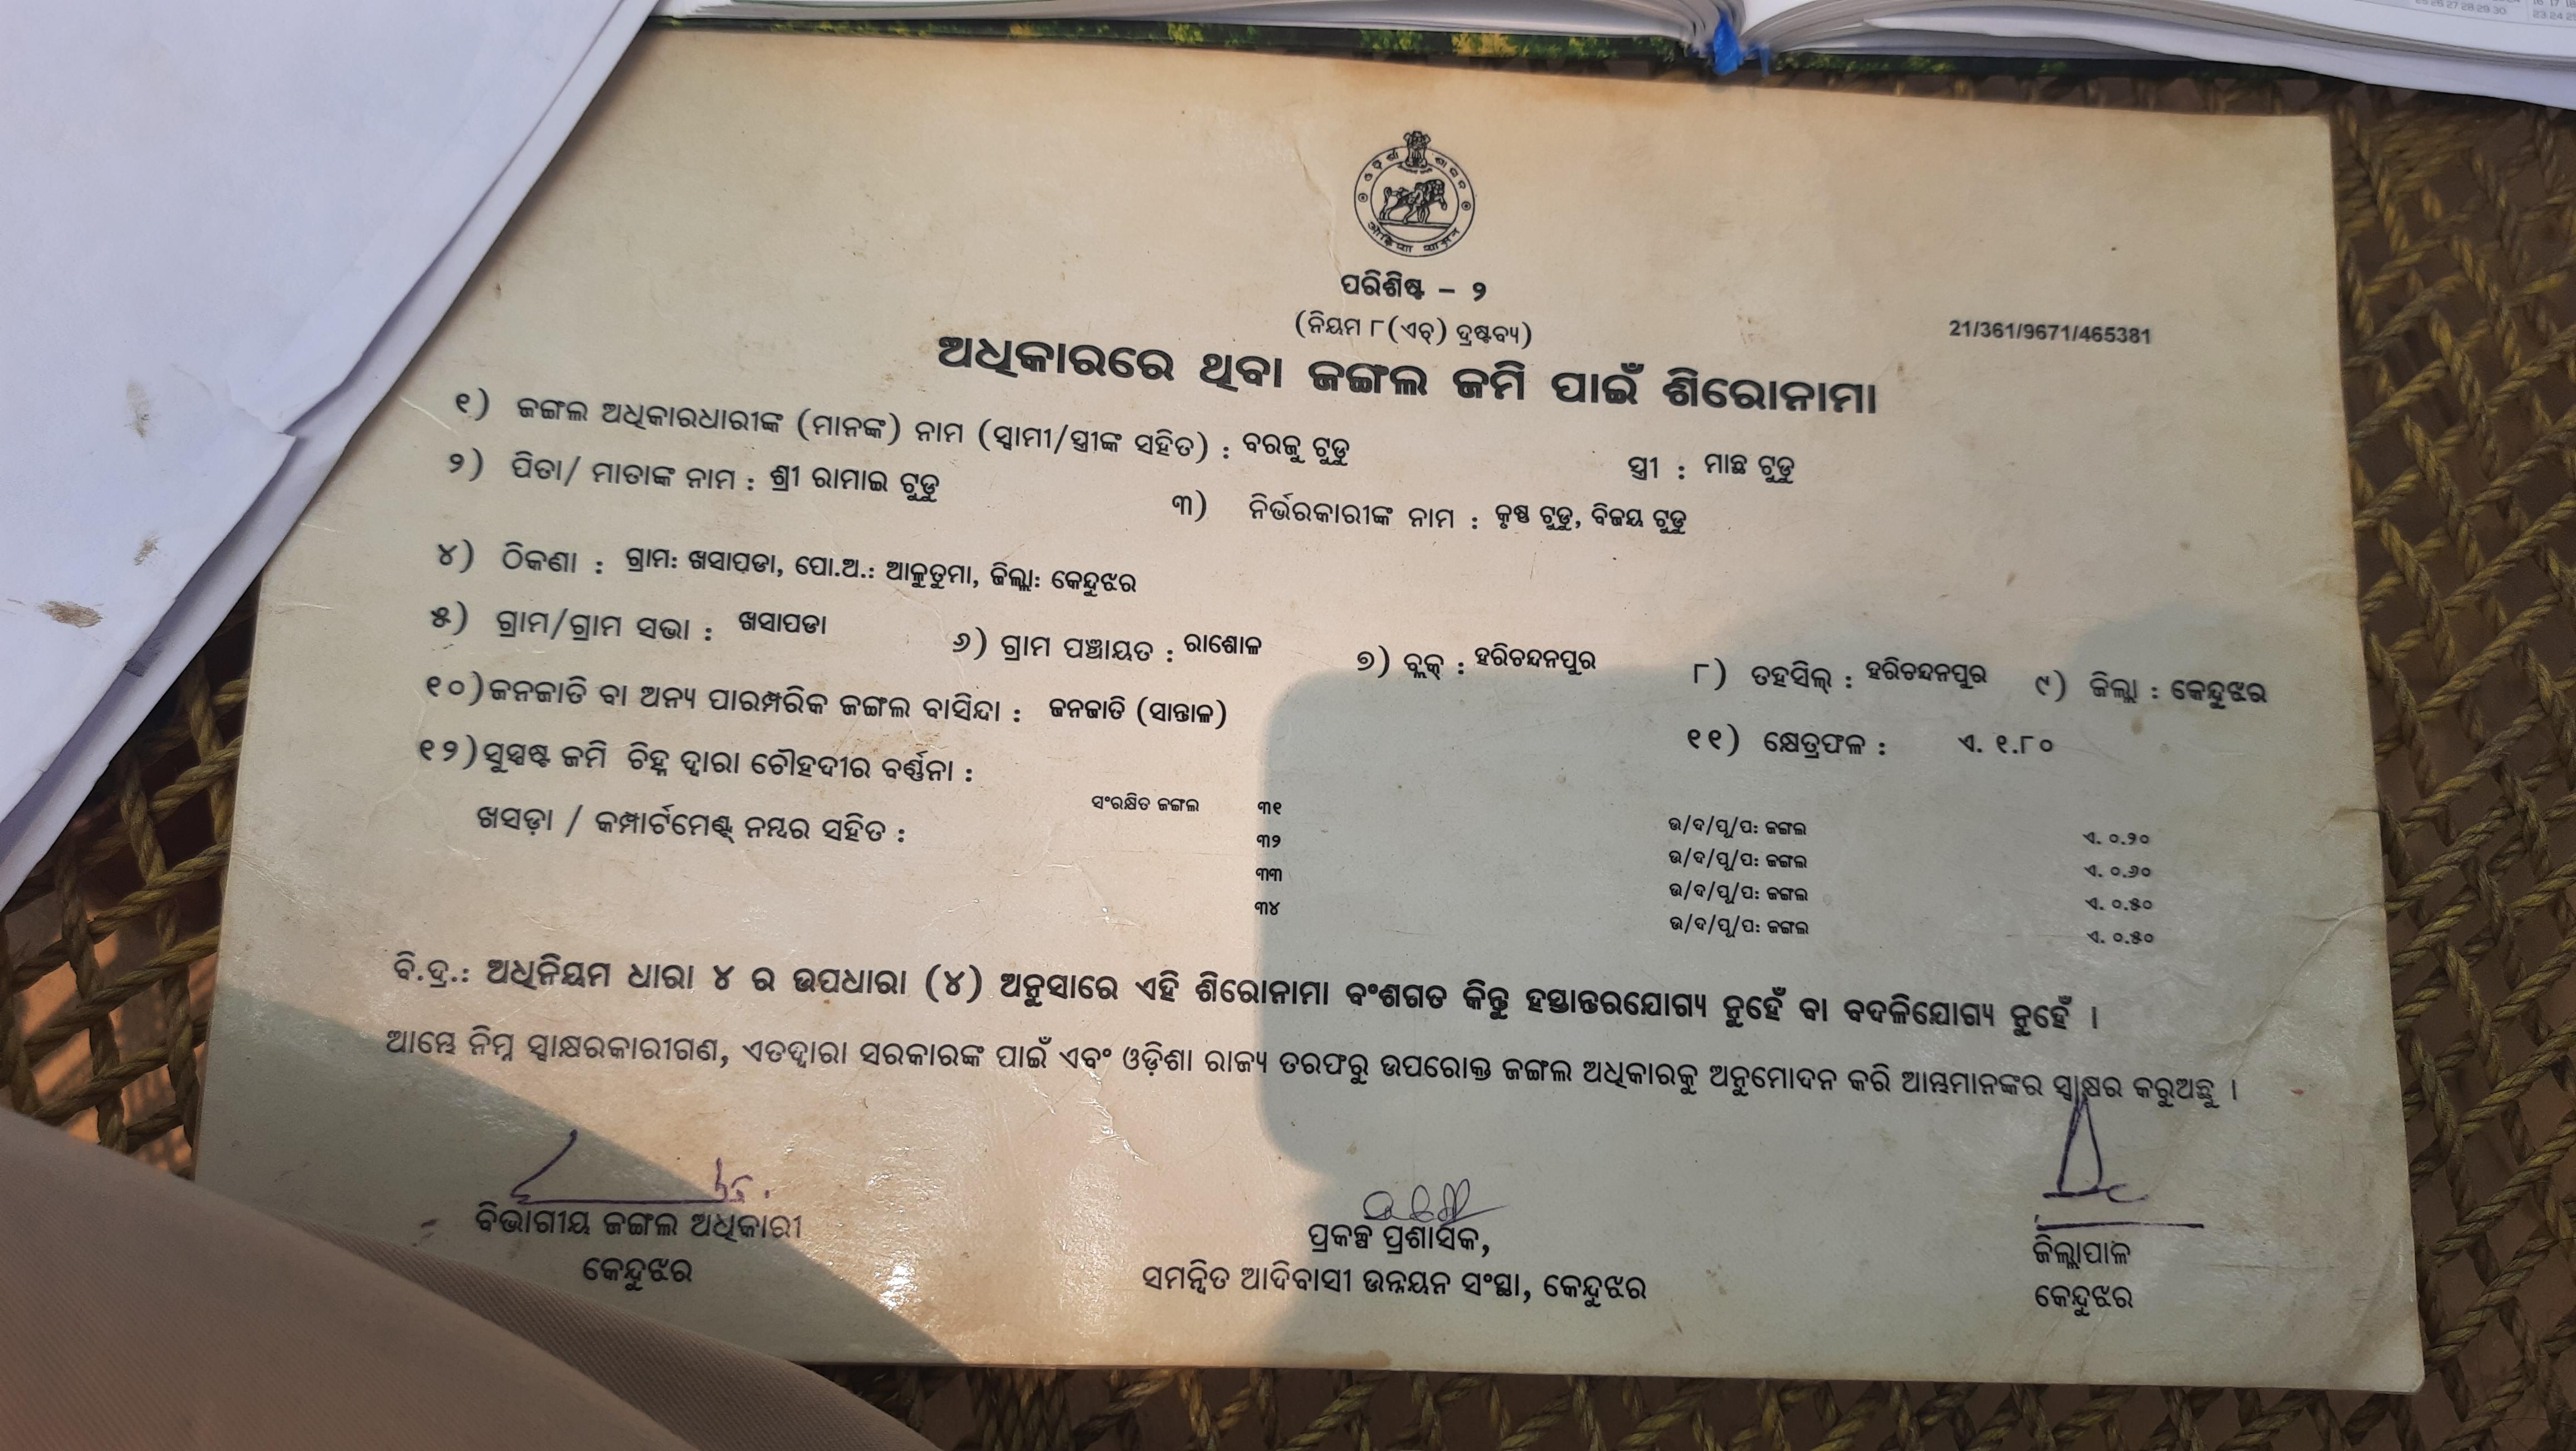 ପରିଶିଷ୍ଟ – ୨
(ନିୟମ ୮(ଏଚ୍) ଦ୍ରଷ୍ଟବ୍ୟ)
21/361/9671/465381
ଅଧିକାରରେ ଥିବା ଜଙ୍ଗଲ ଜମି ପାଇଁ ଶିରୋନାମା
୧) ଜଙ୍ଗଲ ଅଧିକାରଧାରୀଙ୍କ (ମାନଙ୍କ) ନାମ (ସ୍ୱାମୀ/ସ୍ତ୍ରୀଙ୍କ ସହିତ) : ବରଜୁ ଟୁଡୁ ସ୍ତ୍ରୀ : ମାଛ ଟୁଡୁ
୨) ପିତା/ ମାତାଙ୍କ ନାମ : ଶ୍ରୀ ରାମାଇ ଟୁଡୁ ୩) ନିର୍ଭରକାରୀଙ୍କ ନାମ : କୃଷ୍ଣ ଟୁଡୁ, ବିଜୟ ଟୁଡୁ
୪) ଠିକଣା : ଗ୍ରାମ: ଖସାପଡା, ପୋ.ଅ.: ଆକୁତୁମା, ଜିଲ୍ଲା: କେନ୍ଦୁଝର
୫) ଗ୍ରାମ/ଗ୍ରାମ ସଭା : ଖସାପଡା ୬) ଗ୍ରାମ ପଞ୍ଚାୟତ : ରାଶୋଳ ୭) ବ୍ଲକ୍ : ହରିଚନ୍ଦନପୁର ୮) ତହସିଲ୍ : ହରିଚନ୍ଦନପୁର ୯) ଜିଲ୍ଲା : କେନ୍ଦୁଝର
୧୦) ଜନଜାତି ବା ଅନ୍ୟ ପାରମ୍ପରିକ ଜଙ୍ଗଲ ବାସିନ୍ଦା : ଜନଜାତି (ସାନ୍ତାଳ) ୧୧) କ୍ଷେତ୍ରଫଳ : ଏ. ୧.୮୦
୧୨) ସୁସ୍ପଷ୍ଟ ଜମି ଚିହ୍ନ ଦ୍ୱାରା ଚୌହଦୀର ବର୍ଣ୍ଣନା :
ଖସଡ଼ା / କମ୍ପାର୍ଟମେଣ୍ଟ୍ ନମ୍ବର ସହିତ : ସଂରକ୍ଷିତ ଜଙ୍ଗଲ ୩୧ ଉ/ଦ/ପୂ/ପ: ଜଙ୍ଗଲ ଏ. ୦.୨୦
୩୨ ଉ/ଦ/ପୂ/ପ: ଜଙ୍ଗଲ ଏ. ୦.୬୦
୩୩ ଉ/ଦ/ପୂ/ପ: ଜଙ୍ଗଲ ଏ. ୦.୫୦
୩୪ ଉ/ଦ/ପୂ/ପ: ଜଙ୍ଗଲ ଏ. ୦.୫୦
ବି.ଦ୍ର.: ଅଧିନିୟମ ଧାରା ୪ ର ଉପଧାରା (୪) ଅନୁସାରେ ଏହି ଶିରୋନାମା ବଂଶଗତ କିନ୍ତୁ ହସ୍ତାନ୍ତରଯୋଗ୍ୟ ନୁହେଁ ବା ବଦଳିଯୋଗ୍ୟ ନୁହେଁ ।
ଆମ୍ଭେ ନିମ୍ନ ସ୍ୱାକ୍ଷରକାରୀଗଣ, ଏତଦ୍ୱାରା ସରକାରଙ୍କ ପାଇଁ ଏବଂ ଓଡ଼ିଶା ରାଜ୍ୟ ତରଫରୁ ଉପରୋକ୍ତ ଜଙ୍ଗଲ ଅଧିକାରକୁ ଅନୁମୋଦନ କରି ଆମ୍ଭମାନଙ୍କର ସ୍ୱାକ୍ଷର କରୁଅଛୁ ।
ବିଭାଗୀୟ ଜଙ୍ଗଲ ଅଧିକାରୀ
କେନ୍ଦୁଝର
ପ୍ରକଳ୍ପ ପ୍ରଶାସକ,
ସମନ୍ୱିତ ଆଦିବାସୀ ଉନ୍ନୟନ ସଂସ୍ଥା, କେନ୍ଦୁଝର
ଜିଲ୍ଲାପାଳ
କେନ୍ଦୁଝର